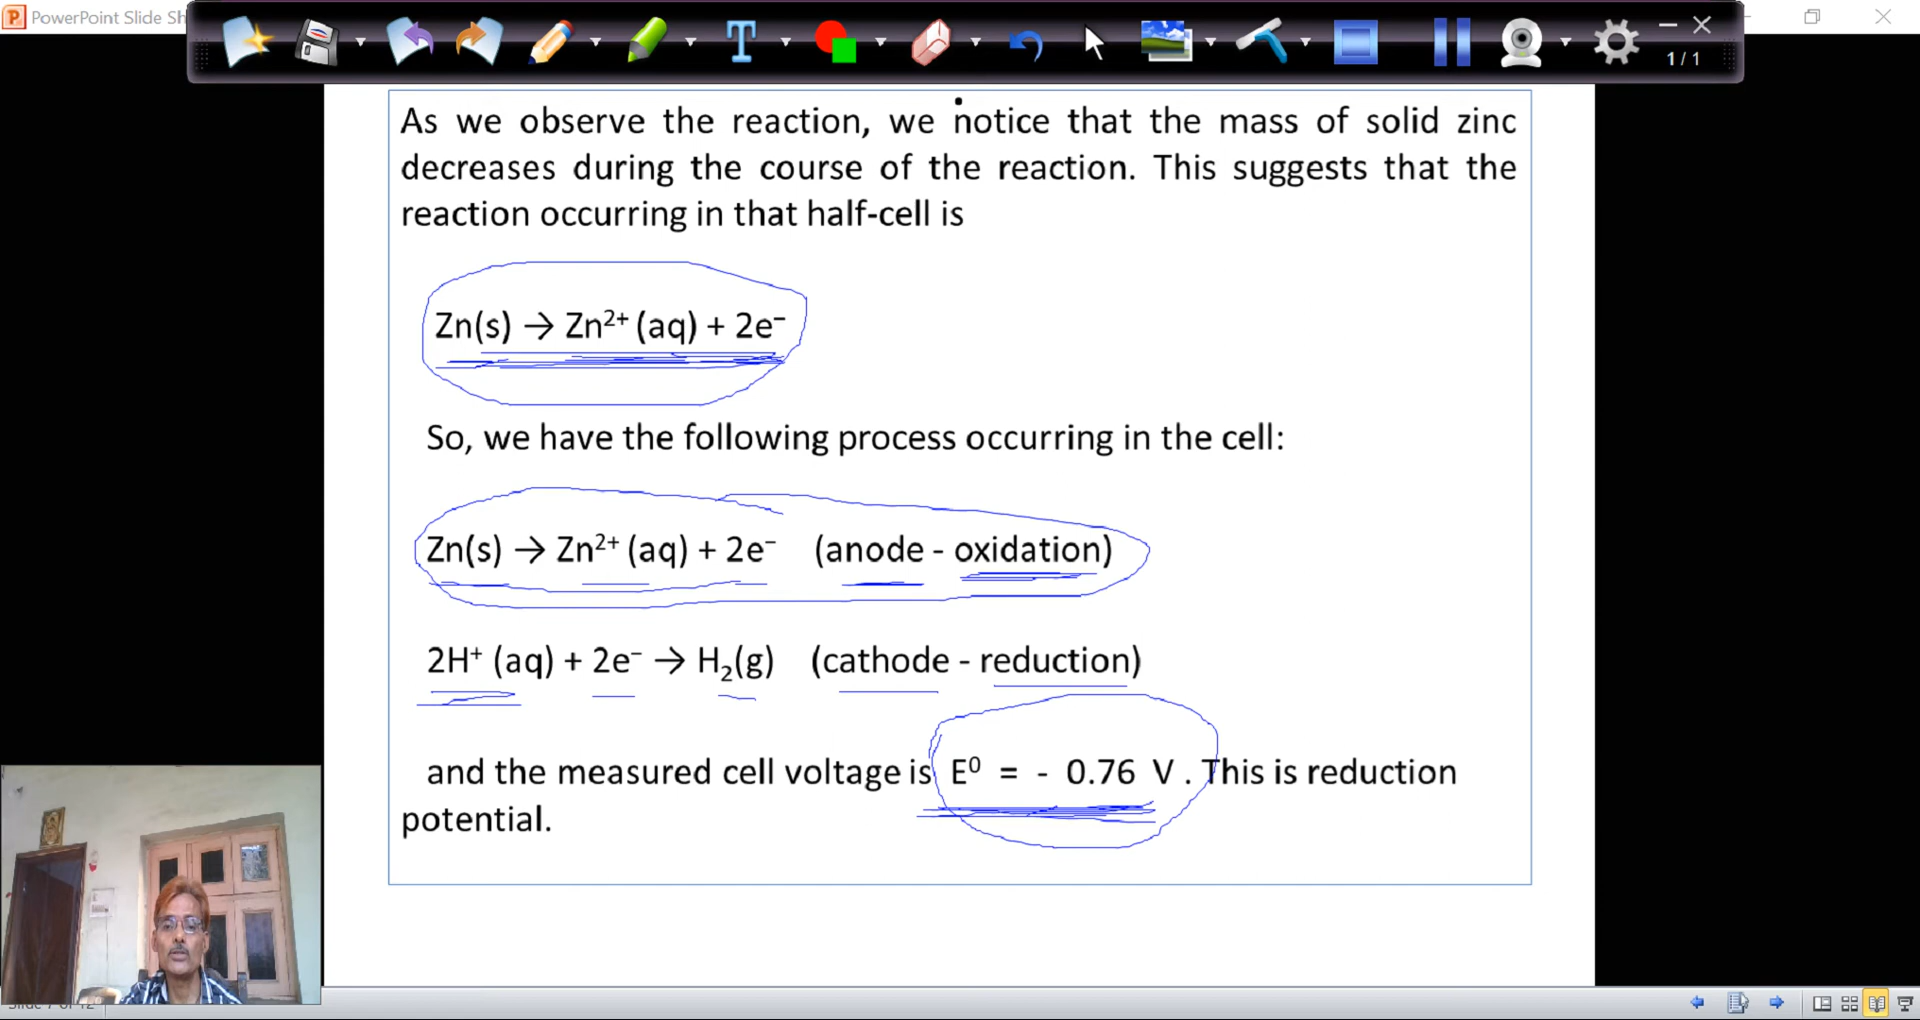 PowerPoint Slide Sh
1 / 1
As we observe the reaction, we notice that the mass of solid zinc
decreases during the course of the reaction. This suggests that the
reaction occurring in that half-cell is
Zn(s) → Zn²⁺ (aq) + 2e⁻
So, we have the following process occurring in the cell:
Zn(s) → Zn²⁺ (aq) + 2e⁻ (anode - oxidation)
2H⁺ (aq) + 2e⁻ → H₂(g) (cathode - reduction)
and the measured cell voltage is E⁰ = - 0.76 V . This is reduction
potential.